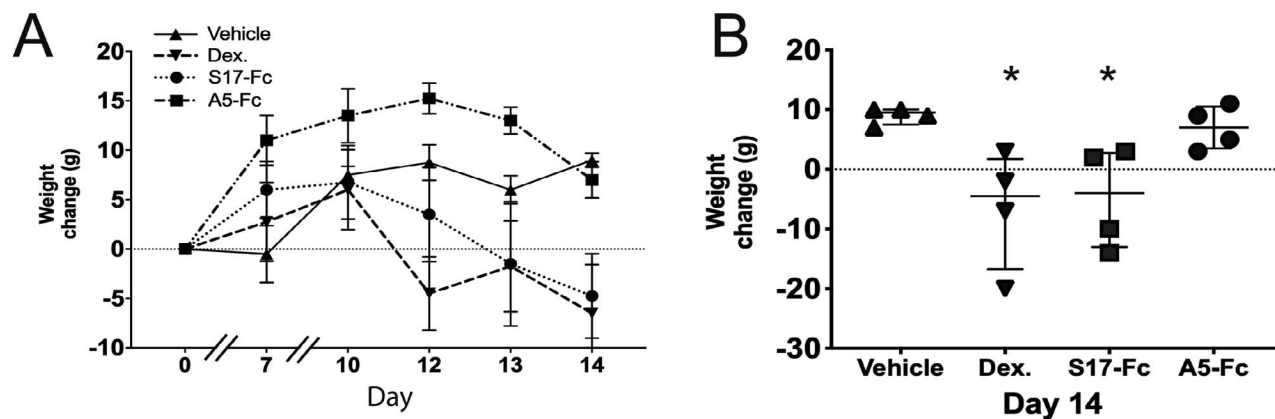 A
Vehicle
Dex.
S17-Fc
A5-Fc
20
15
10
5
0
-5
-10
Weight
change (g)
0 // 7 // 10 12 13 14
Day
B
20
10
0
-10
-20
-30
Weight
change (g)
* *
Vehicle Dex. S17-Fc A5-Fc
Day 14